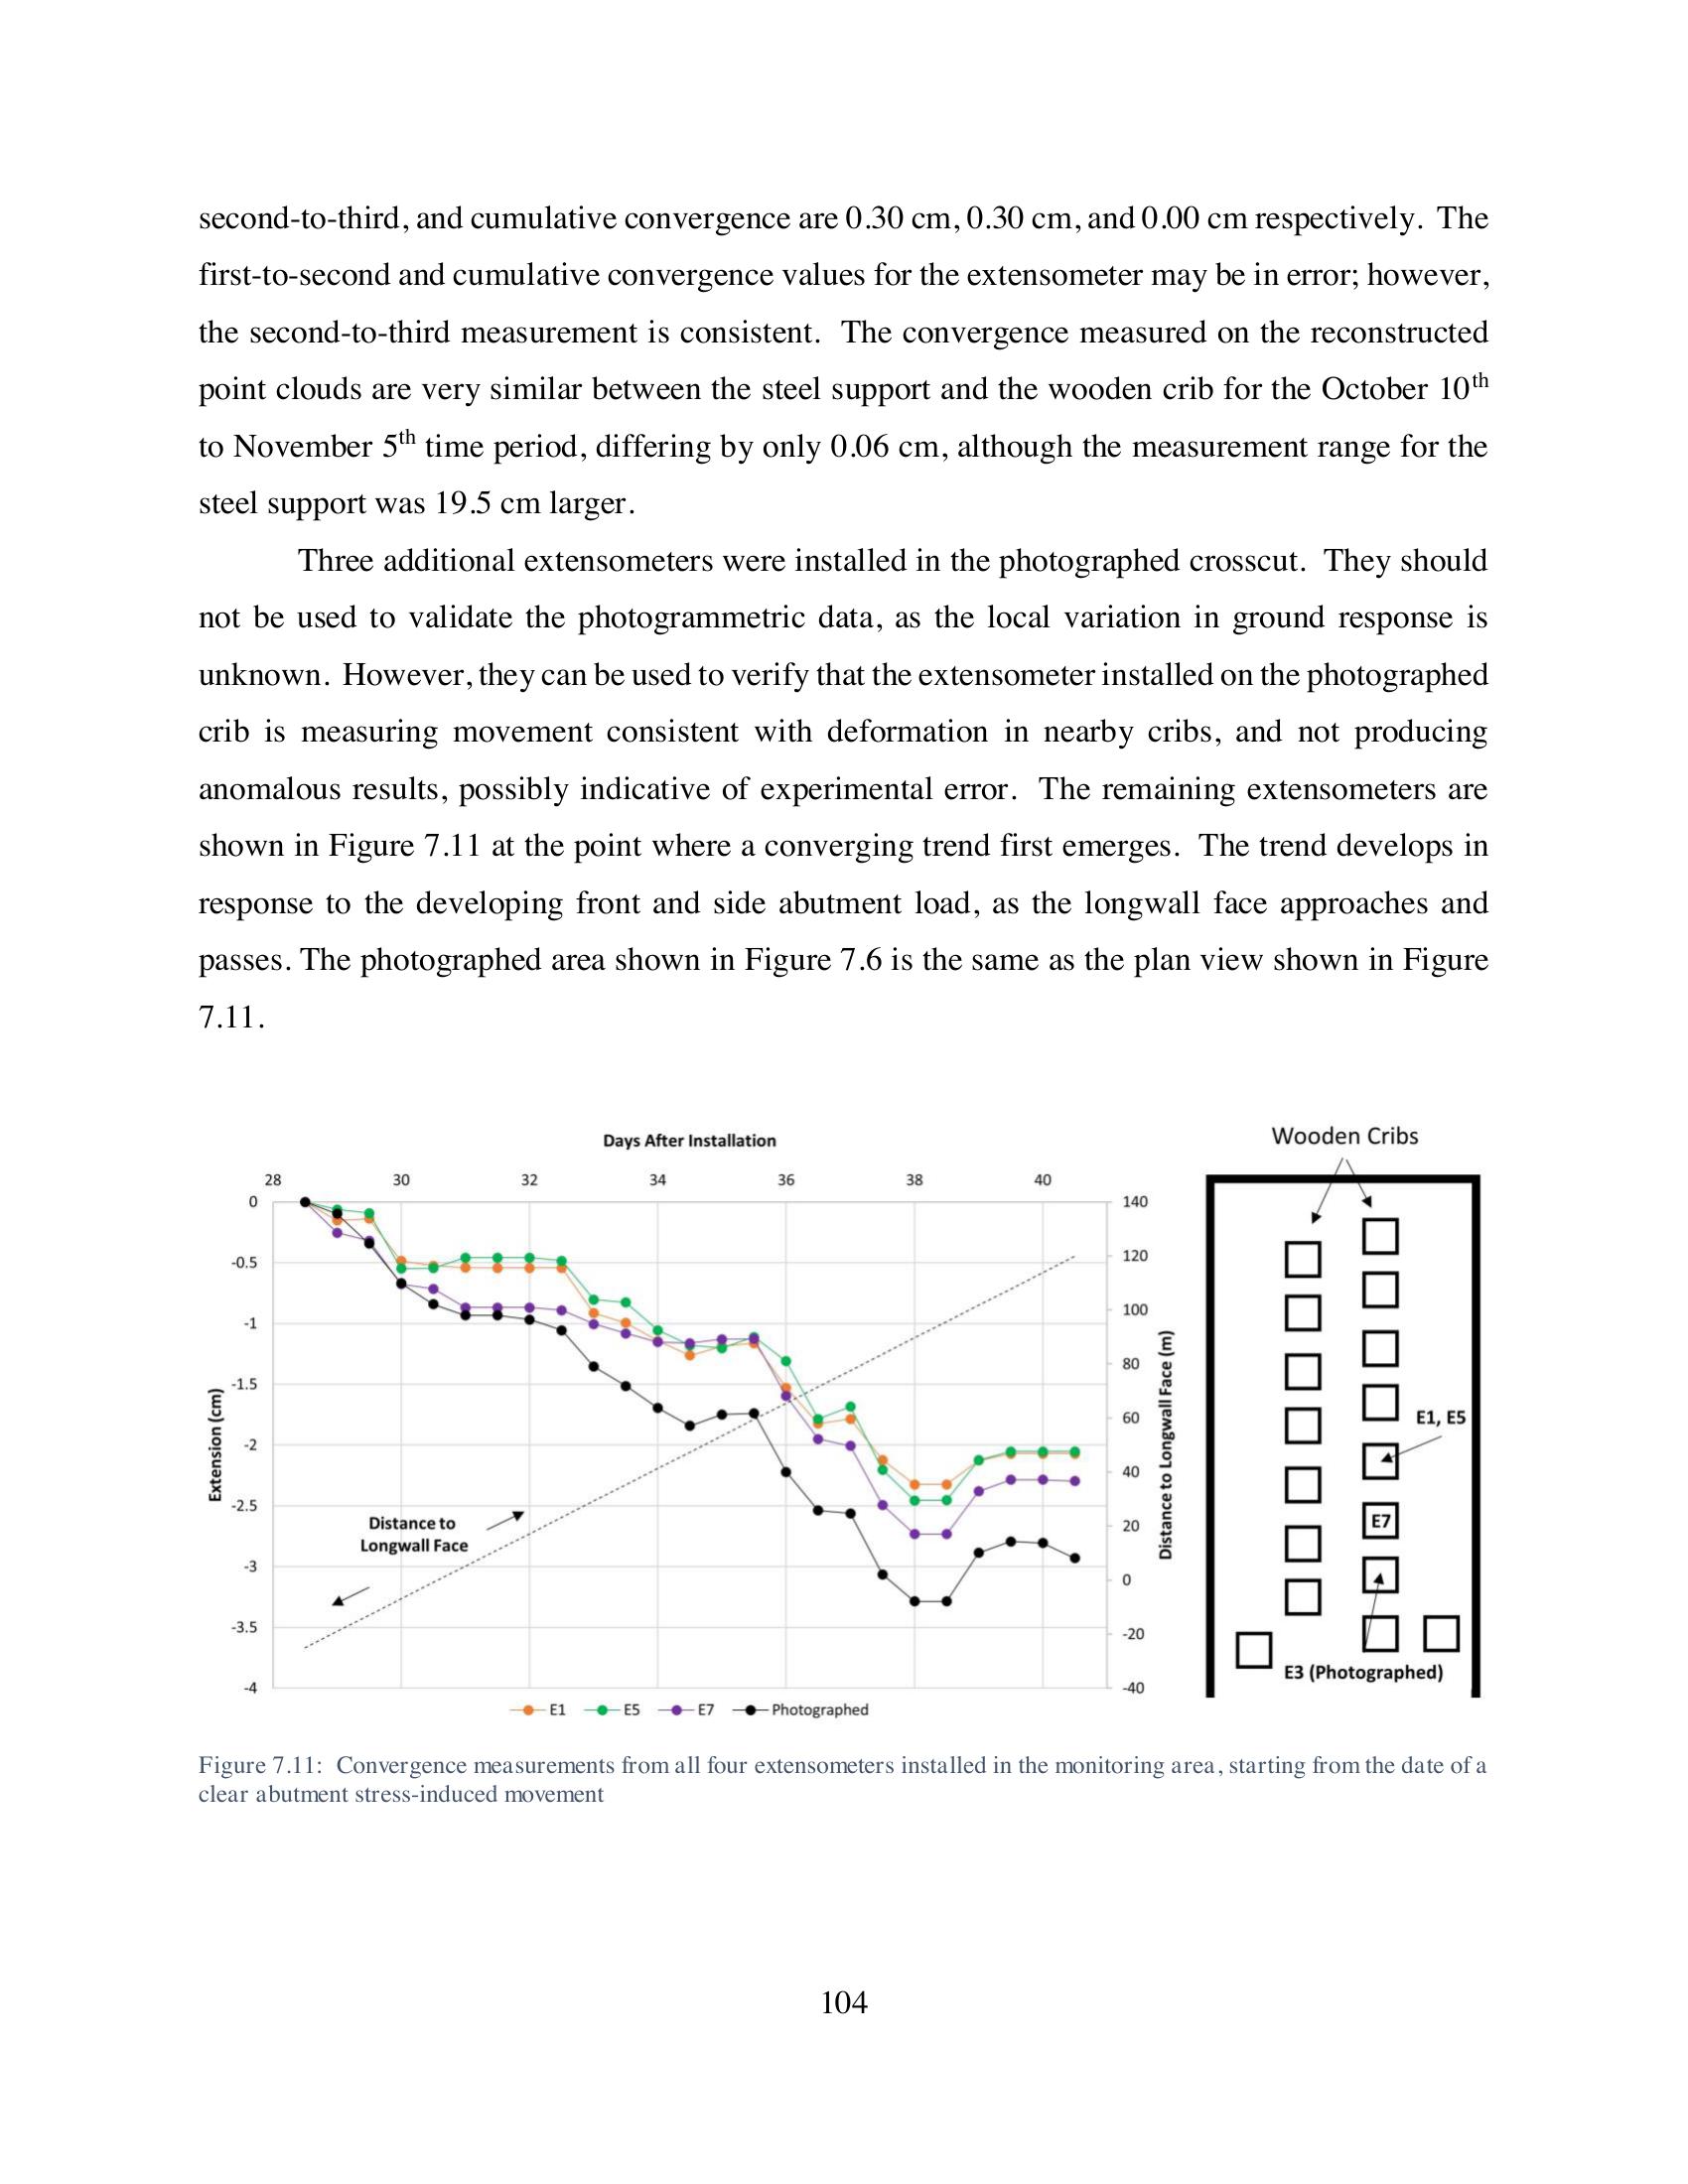 second-to-third, and cumulative convergence are 0.30 cm, 0.30 cm, and 0.00 cm respectively. The
first-to-second and cumulative convergence values for the extensometer may be in error; however,
the second-to-third measurement is consistent. The convergence measured on the reconstructed
point clouds are very similar between the steel support and the wooden crib for the October 10th
to November 5th time period, differing by only 0.06 cm, although the measurement range for the
steel support was 19.5 cm larger.
Three additional extensometers were installed in the photographed crosscut. They should
not be used to validate the photogrammetric data, as the local variation in ground response is
unknown. However, they can be used to verify that the extensometer installed on the photographed
crib is measuring movement consistent with deformation in nearby cribs, and not producing
anomalous results, possibly indicative of experimental error. The remaining extensometers are
shown in Figure 7.11 at the point where a converging trend first emerges. The trend develops in
response to the developing front and side abutment load, as the longwall face approaches and
passes. The photographed area shown in Figure 7.6 is the same as the plan view shown in Figure
7.11.
Days After Installation
28 30 32 34 36 38 40
0
-0.5
-1
-1.5
-2
-2.5
-3
-3.5
-4
Extension (cm)
Distance to
Longwall Face
140
120
100
80
60
40
20
0
-20
-40
Distance to Longwall Face (m)
E1 E5 E7 Photographed
Wooden Cribs
E1, E5
E7
E3 (Photographed)
Figure 7.11: Convergence measurements from all four extensometers installed in the monitoring area, starting from the date of a
clear abutment stress-induced movement
104